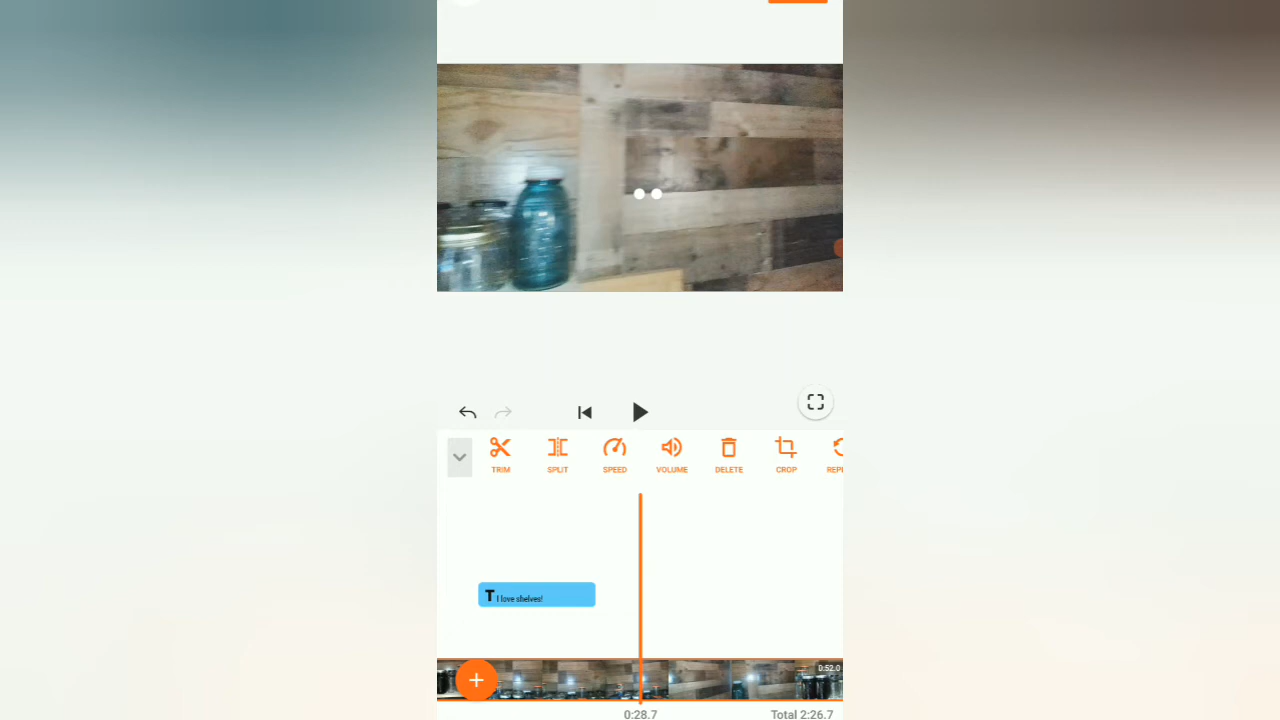 TRIM SPLIT SPEED VOLUME DELETE CROP
T I love shelves!
0:52.0
0:28.7 Total 2:26.7